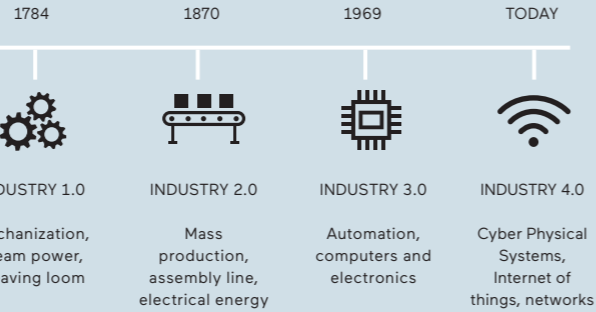 1784
1870
1969
TODAY
DUSTRY 1.0
INDUSTRY 2.0
INDUSTRY 3.0
INDUSTRY 4.0
chanization,
eam power,
aving loom
Mass
production,
assembly line,
electrical energy
Automation,
computers and
electronics
Cyber Physical
Systems,
Internet of
things, networks